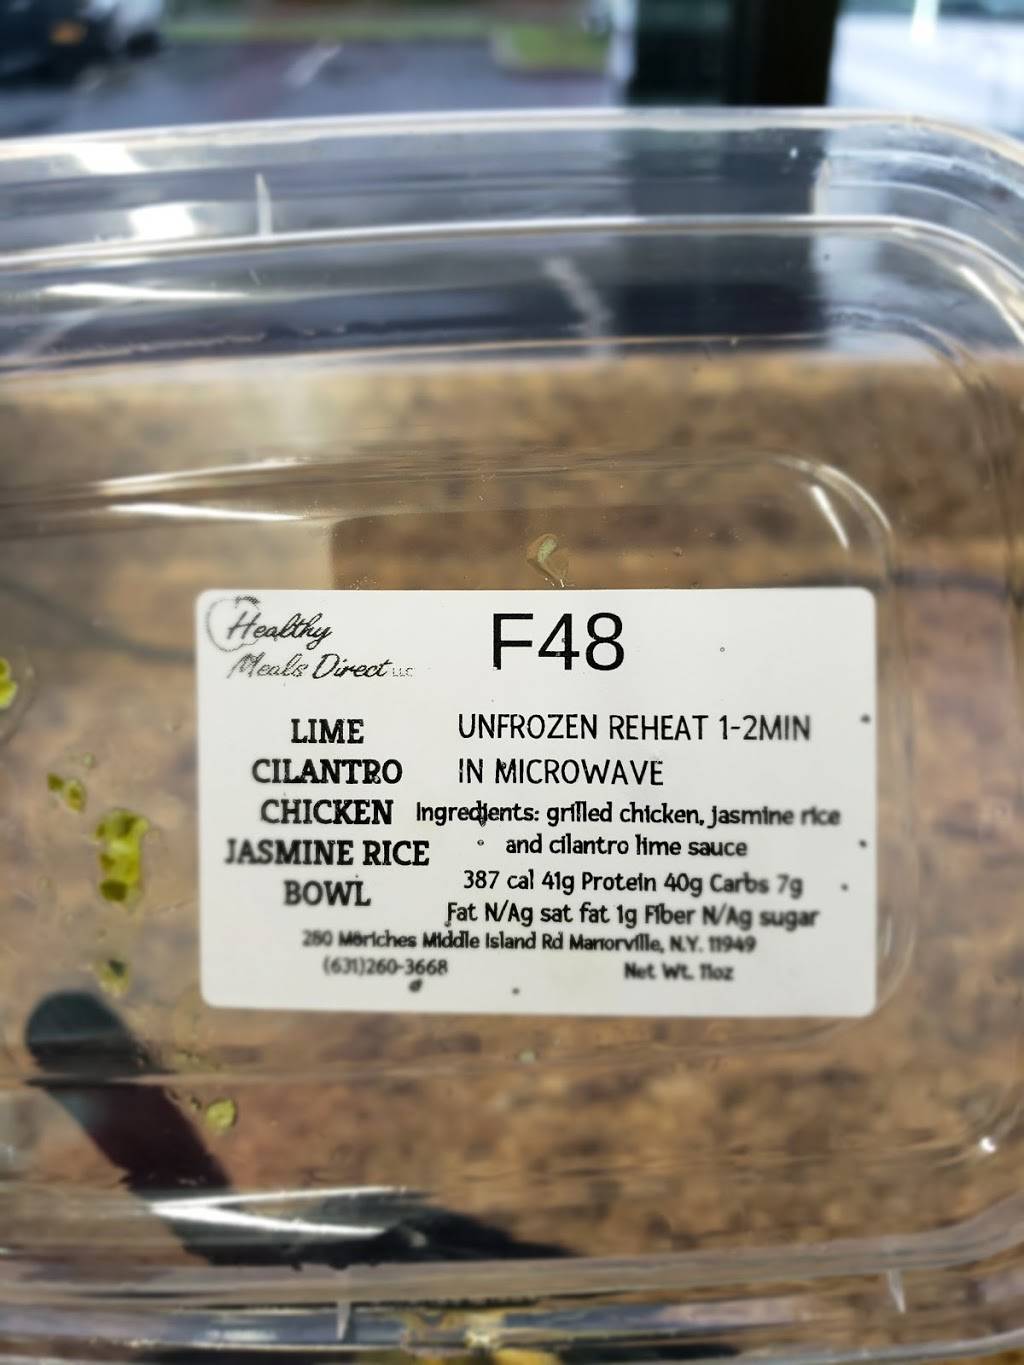 Healthy
Meals Direct LLC
F48
LIME
CILANTRO
CHICKEN
JASMINE RICE
BOWL
UNFROZEN REHEAT 1-2MIN
IN MICROWAVE
Ingredients: grilled chicken, jasmine rice
and cilantro lime sauce
387 cal 41g Protein 40g Carbs 7g
Fat N/Ag sat fat 1g Fiber N/Ag sugar
280 Moriches Middle Island Rd Manorville, N.Y. 11949
(631)260-3668 Net Wt. 11oz